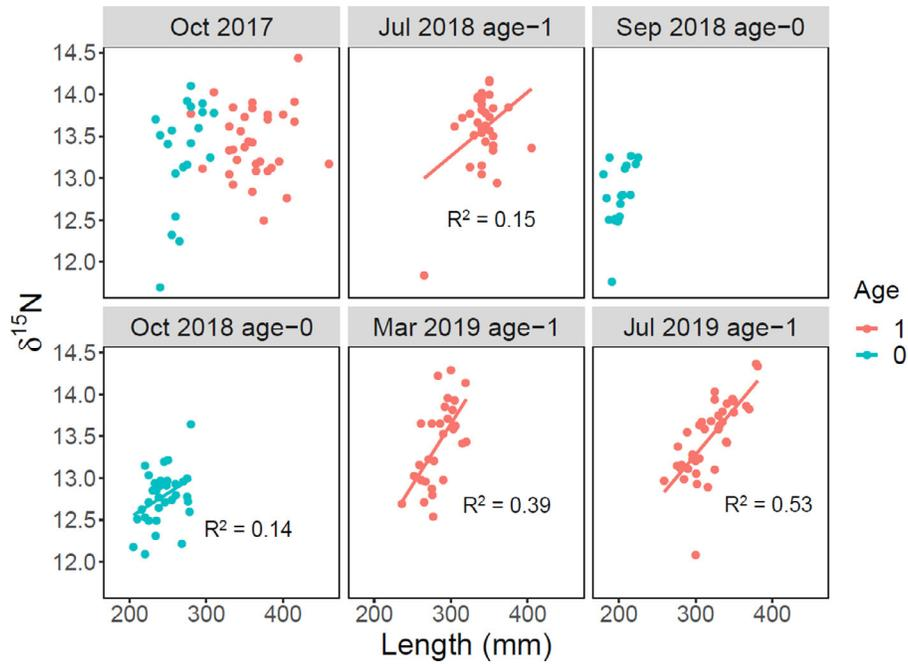 Oct 2017
Jul 2018 age−1
Sep 2018 age−0
14.5
14.0
13.5
13.0
12.5
12.0
R² = 0.15
Oct 2018 age−0
Mar 2019 age−1
Jul 2019 age−1
14.5
14.0
13.5
13.0
12.5
12.0
R² = 0.14
R² = 0.39
R² = 0.53
200 300 400
200 300 400
200 300 400
Length (mm)
δ¹⁵N
Age
1
0